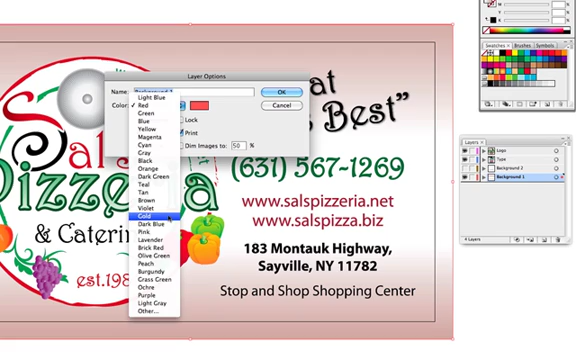 Layer Options
Name: Background 1
Color:
Light Blue
✓ Red
Green
Blue
Yellow
Magenta
Cyan
Gray
Black
Orange
Dark Green
Teal
Tan
Brown
Violet
Gold
Dark Blue
Pink
Lavender
Brick Red
Olive Green
Peach
Burgundy
Grass Green
Ochre
Purple
Light Gray
Other...
Lock
Print
Dim Images to: 50 %
OK
Cancel
Sal's
Pizzeria
& Catering
est.198
at
Best”
(631) 567-1269
www.salspizzeria.net
www.salspizza.biz
183 Montauk Highway,
Sayville, NY 11782
Stop and Shop Shopping Center
M
Y
K
Swatches
Brushes
Symbols
Layers
Logo
Type
Background 2
Background 1
4 Layers